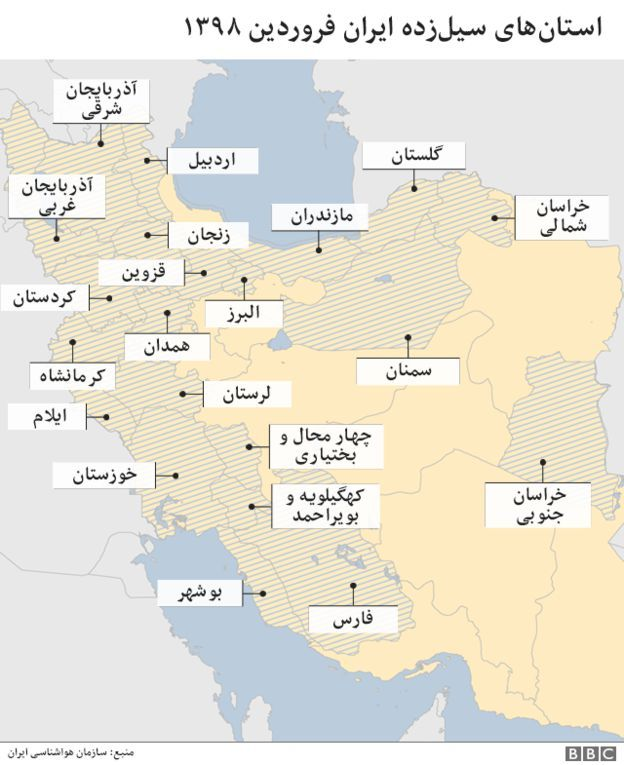 استان‌های سیل‌زده ایران فروردین ۱۳۹۸
آذربایجان
شرقی
اردبیل
گلستان
آذربایجان
غربی
خراسان
شمالی
مازندران
زنجان
قزوین
کردستان
البرز
همدان
سمنان
کرمانشاه
لرستان
ایلام
چهار محال و
بختیاری
خوزستان
کهگیلویه و
بویراحمد
خراسان
جنوبی
بوشهر
فارس
منبع: سازمان هواشناسی ایران
BBC